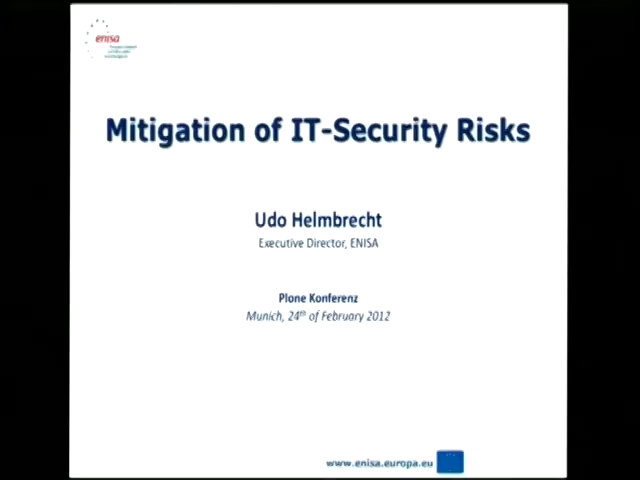 enisa
Mitigation of IT-Security Risks
Udo Helmbrecht
Executive Director, ENISA
Plone Konferenz
Munich, 24th of February 2012
www.enisa.europa.eu